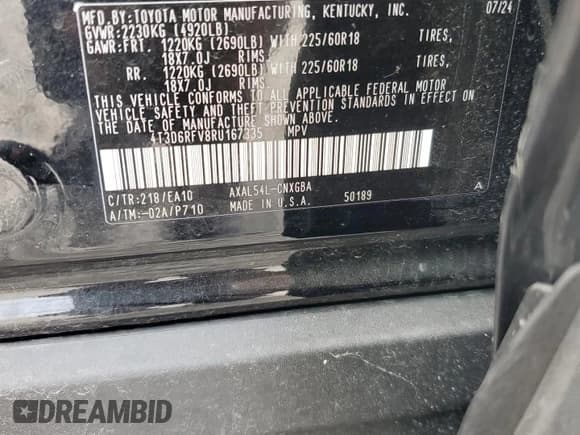 MFD.BY:TOYOTA MOTOR MANUFACTURING, KENTUCKY, INC. 07/24
GVWR:2230KG (4920LB)
GAWR:FRT. 1220KG (2690LB) WITH 225/60R18 TIRES,
18X7.0J RIMS.
RR. 1220KG (2690LB) WITH 225/60R18 TIRES,
18X7.0J RIMS.
THIS VEHICLE CONFORMS TO ALL APPLICABLE FEDERAL MOTOR
VEHICLE SAFETY AND THEFT PREVENTION STANDARDS IN EFFECT ON
THE DATE OF MANUFACTURE SHOWN ABOVE.
4T3D6RFV8RU167335 MPV
C/TR:218/EA10 AXAL54L-CNXGBA A
A/TM:-02A/P710 MADE IN U.S.A. 50189
DREAMBID